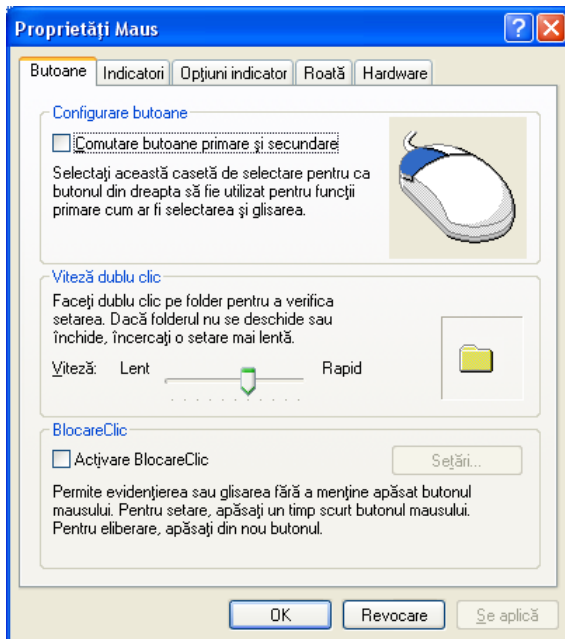 Proprietăți Maus
Butoane Indicatori Opțiuni indicator Roată Hardware
Configurare butoane
Comutare butoane primare și secundare
Selectați această casetă de selectare pentru ca
butonul din dreapta să fie utilizat pentru funcții
primare cum ar fi selectarea și glisarea.
Viteză dublu clic
Faceți dublu clic pe folder pentru a verifica
setarea. Dacă folderul nu se deschide sau
închide, încercați o setare mai lentă.
Viteză: Lent Rapid
BlocareClic
Activare BlocareClic Setări...
Permite evidențierea sau glisarea fără a menține apăsat butonul
mausului. Pentru setare, apăsați un timp scurt butonul mausului.
Pentru eliberare, apăsați din nou butonul.
OK Revocare Se aplică